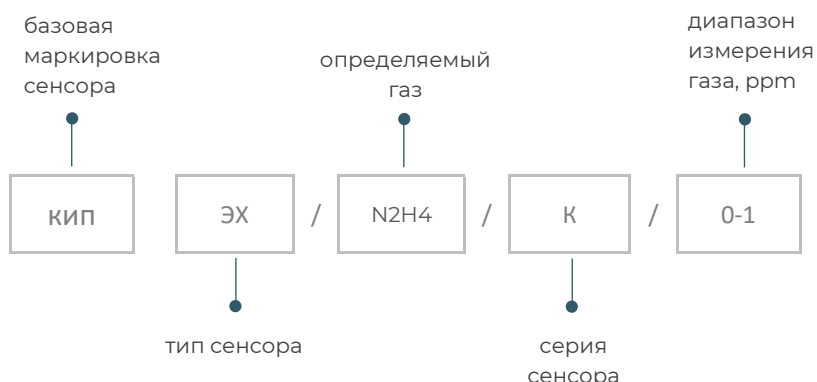 базовая
маркировка
сенсора
определяемый
газ
диапазон
измерения
газа, ppm
кип
ЭХ / N2H4 / К / 0-1
тип сенсора
серия
сенсора